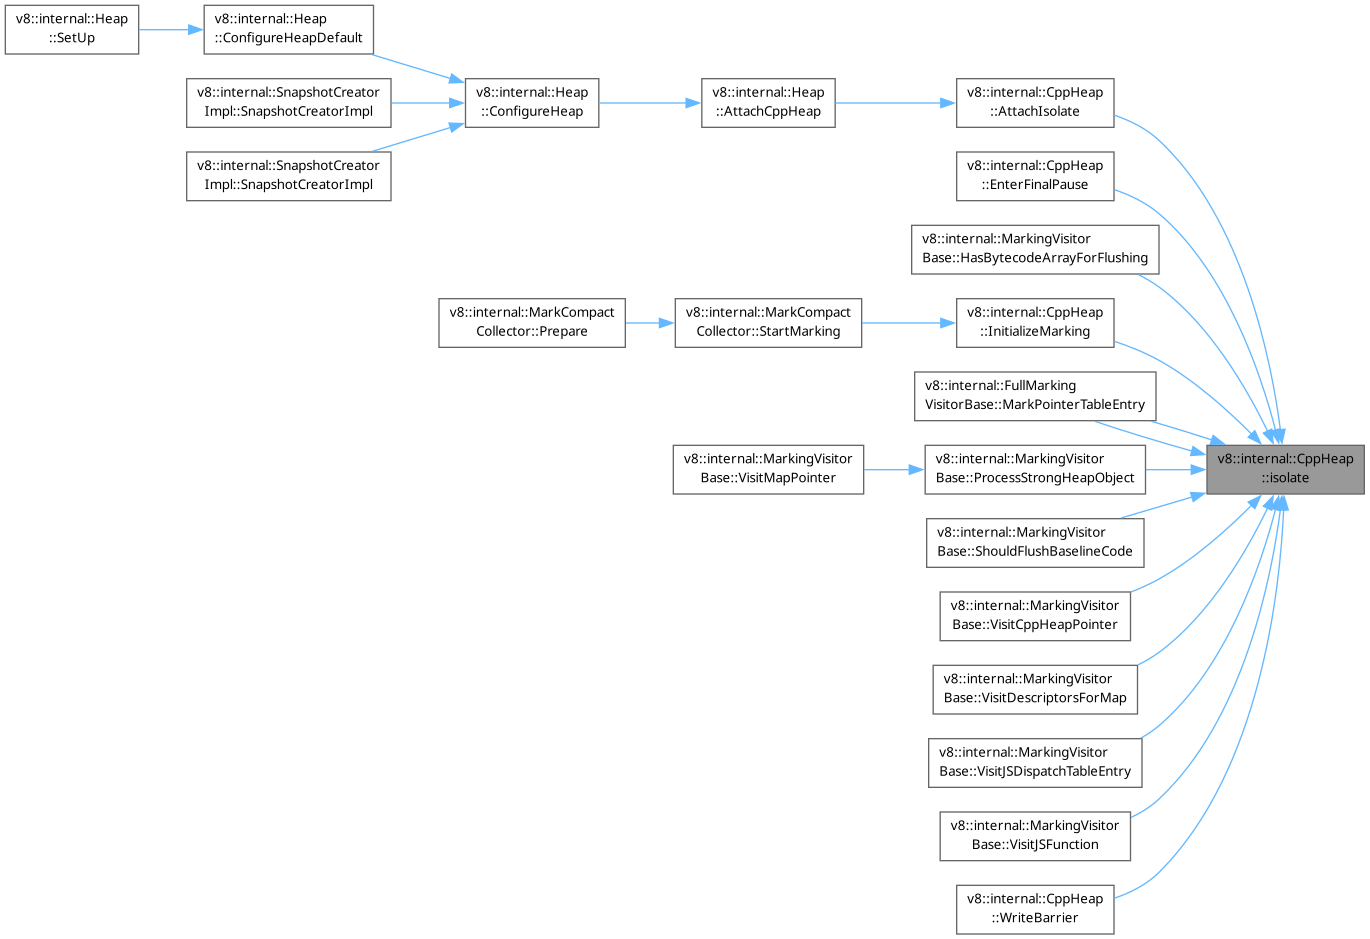 v8::internal::Heap
::SetUp
v8::internal::Heap
::ConfigureHeapDefault
v8::internal::SnapshotCreator
Impl::SnapshotCreatorImpl
v8::internal::SnapshotCreator
Impl::SnapshotCreatorImpl
v8::internal::Heap
::ConfigureHeap
v8::internal::Heap
::AttachCppHeap
v8::internal::CppHeap
::AttachIsolate
v8::internal::CppHeap
::EnterFinalPause
v8::internal::MarkingVisitor
Base::HasBytecodeArrayForFlushing
v8::internal::MarkCompact
Collector::Prepare
v8::internal::MarkCompact
Collector::StartMarking
v8::internal::CppHeap
::InitializeMarking
v8::internal::FullMarking
VisitorBase::MarkPointerTableEntry
v8::internal::MarkingVisitor
Base::VisitMapPointer
v8::internal::MarkingVisitor
Base::ProcessStrongHeapObject
v8::internal::CppHeap
::isolate
v8::internal::MarkingVisitor
Base::ShouldFlushBaselineCode
v8::internal::MarkingVisitor
Base::VisitCppHeapPointer
v8::internal::MarkingVisitor
Base::VisitDescriptorsForMap
v8::internal::MarkingVisitor
Base::VisitJSDispatchTableEntry
v8::internal::MarkingVisitor
Base::VisitJSFunction
v8::internal::CppHeap
::WriteBarrier